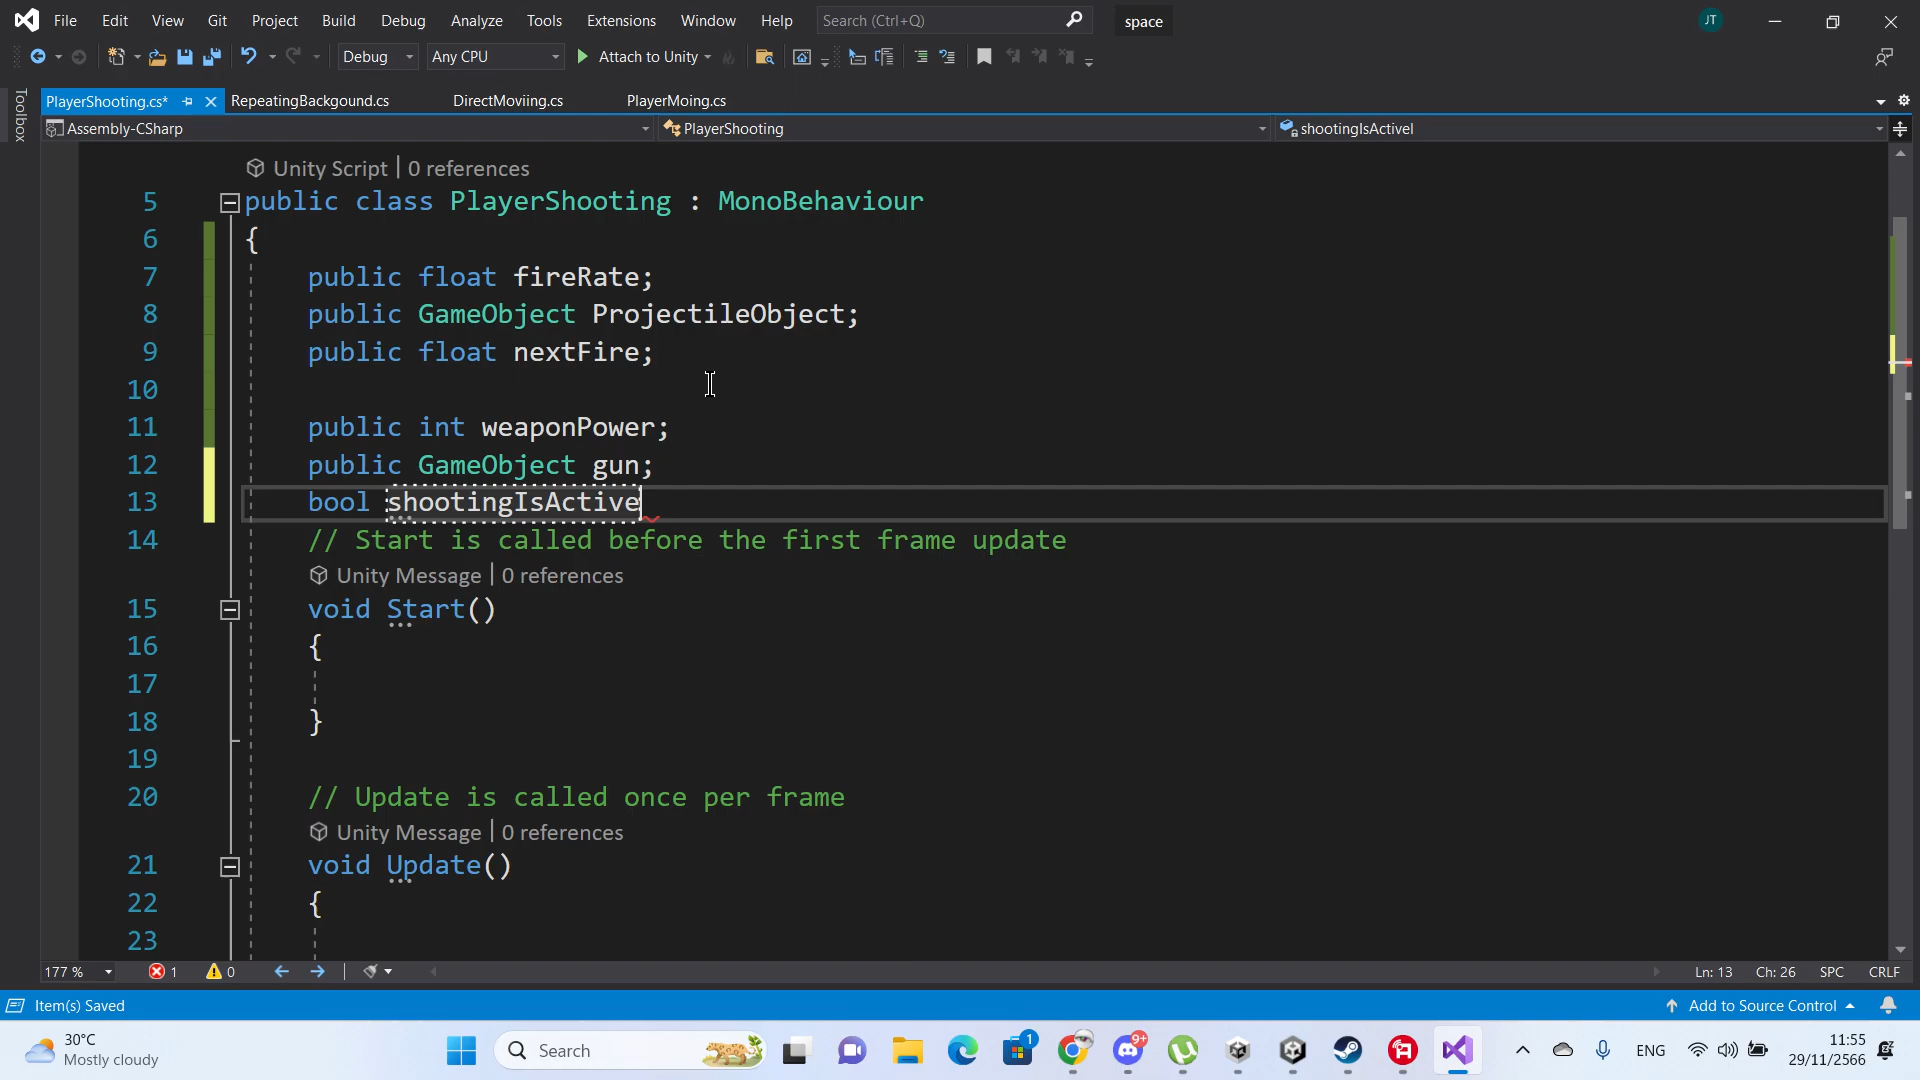 File Edit View Git Project Build Debug Analyze Tools Extensions Window Help Search (Ctrl+Q) space JT
Debug Any CPU Attach to Unity
Toolbox
PlayerShooting.cs* RepeatingBackgound.cs DirectMoviing.cs PlayerMoing.cs
Assembly-CSharp PlayerShooting shootingIsActivel
Unity Script | 0 references
5 public class PlayerShooting : MonoBehaviour
6 {
7 public float fireRate;
8 public GameObject ProjectileObject;
9 public float nextFire;
10
11 public int weaponPower;
12 public GameObject gun;
13 bool shootingIsActive
14 // Start is called before the first frame update
Unity Message | 0 references
15 void Start()
16 {
17
18 }
19
20 // Update is called once per frame
Unity Message | 0 references
21 void Update()
22 {
23
177 % 1 0 Ln: 13 Ch: 26 SPC CRLF
Item(s) Saved Add to Source Control
30°C
Mostly cloudy
Search 1 9+ ENG
11:55
29/11/2566